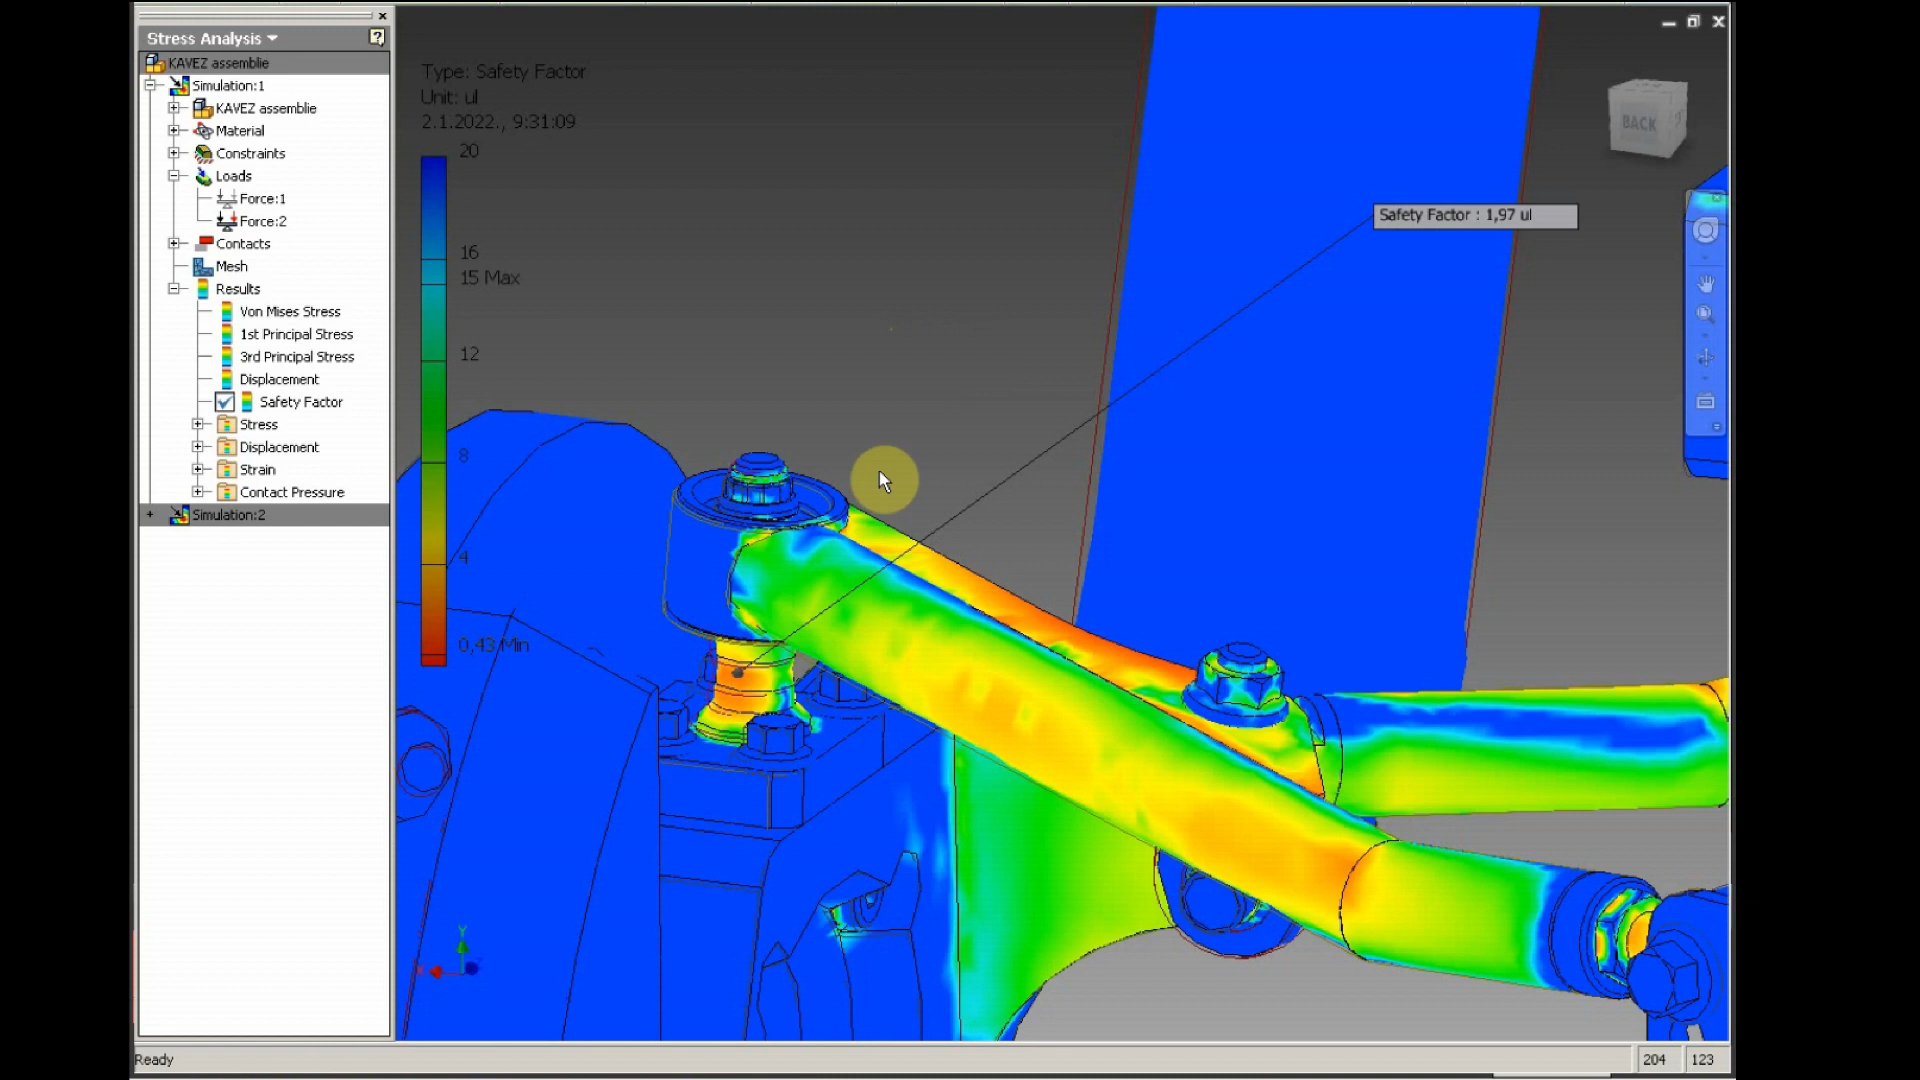 Stress Analysis
KAVEZ assemblie
Simulation:1
KAVEZ assemblie
Material
Constraints
Loads
Force:1
Force:2
Contacts
Mesh
Results
Von Mises Stress
1st Principal Stress
3rd Principal Stress
Displacement
Safety Factor
Stress
Displacement
Strain
Contact Pressure
Simulation:2
Type: Safety Factor
Unit: ul
2.1.2022., 9:31:09
20
16
15 Max
12
8
4
0,43 Min
Safety Factor : 1,97 ul
BACK
Y
Ready
204
123